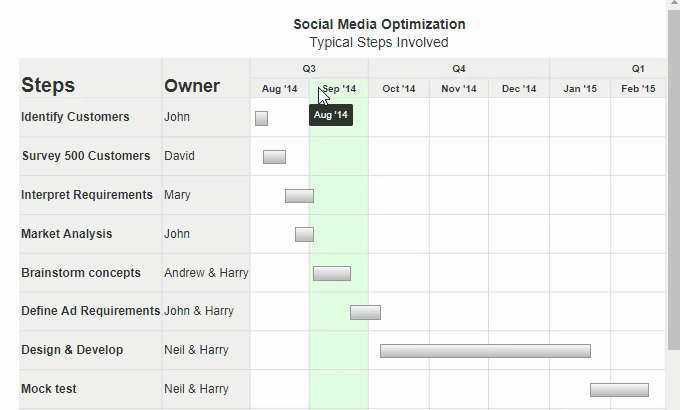 Social Media Optimization
Typical Steps Involved
Steps Owner Q3 Q4 Q1
Aug '14 Sep '14 Oct '14 Nov '14 Dec '14 Jan '15 Feb '15
Aug '14
Identify Customers John
Survey 500 Customers David
Interpret Requirements Mary
Market Analysis John
Brainstorm concepts Andrew & Harry
Define Ad Requirements John & Harry
Design & Develop Neil & Harry
Mock test Neil & Harry